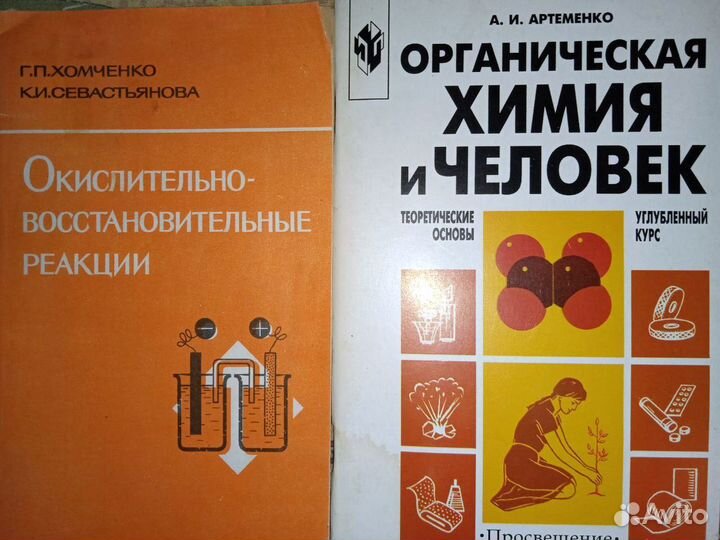 Г.П.ХОМЧЕНКО
К.И.СЕВАСТЬЯНОВА
ОКИСЛИТЕЛЬНО-
ВОССТАНОВИТЕЛЬНЫЕ
РЕАКЦИИ
А. И. АРТЕМЕНКО
ОРГАНИЧЕСКАЯ
ХИМИЯ
и ЧЕЛОВЕК
ТЕОРЕТИЧЕСКИЕ
ОСНОВЫ
УГЛУБЛЕННЫЙ
КУРС
•Просвещение•
Avito